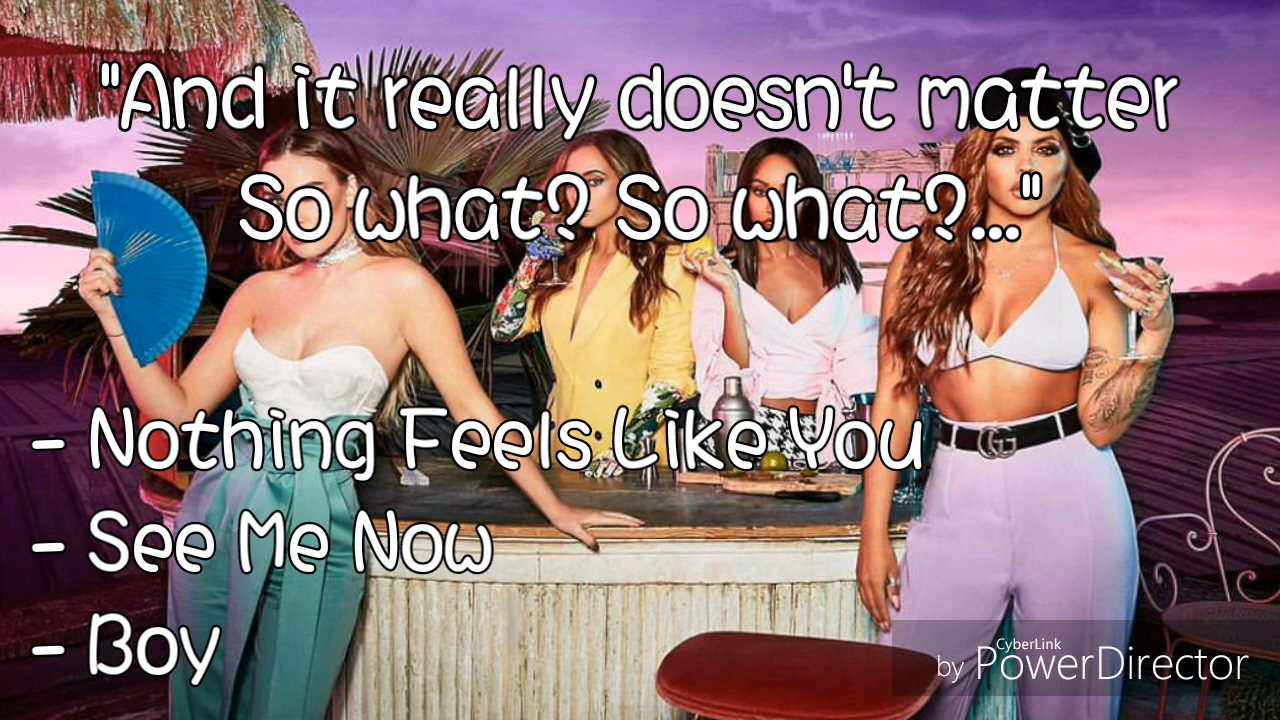 "And it really doesn't matter
So what? So what?..."
- Nothing Feels Like You
- See Me Now
- Boy
CyberLink
by PowerDirector